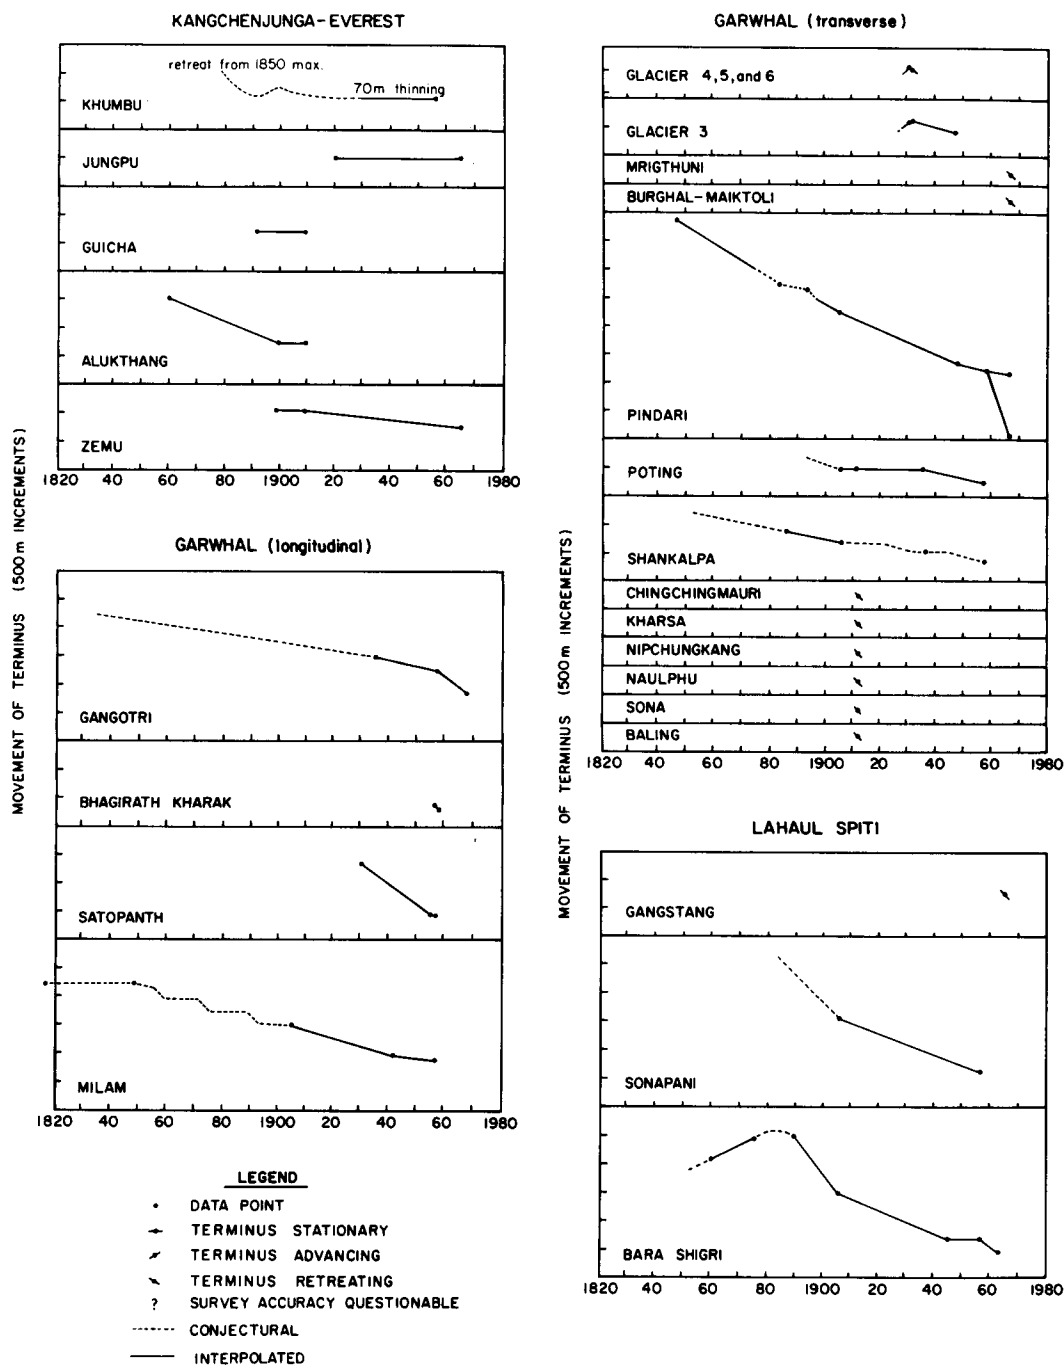 KANGCHENJUNGA-EVEREST
retreat from 1850 max.
70m thinning
KHUMBU
JUNGPU
GUICHA
ALUKTHANG
ZEMU
1820 40 60 80 1900 20 40 60 1980
GARWHAL (longitudinal)
GANGOTRI
BHAGIRATH KHARAK
SATOPANTH
MILAM
1820 40 60 80 1900 20 40 60 1980
MOVEMENT OF TERMINUS (500m INCREMENTS)
LEGEND
DATA POINT
TERMINUS STATIONARY
TERMINUS ADVANCING
TERMINUS RETREATING
? SURVEY ACCURACY QUESTIONABLE
CONJECTURAL
INTERPOLATED
GARWHAL (transverse)
GLACIER 4, 5, and 6
GLACIER 3
MRIGTHUNI
BURGHAL-MAIKTOLI
PINDARI
POTING
SHANKALPA
CHINGCHINGMAURI
KHARSA
NIPCHUNGKANG
NAULPHU
SONA
BALING
1820 40 60 80 1900 20 40 60 1980
MOVEMENT OF TERMINUS (500m INCREMENTS)
LAHAUL SPITI
GANGSTANG
SONAPANI
BARA SHIGRI
1820 40 60 80 1900 20 40 60 1980